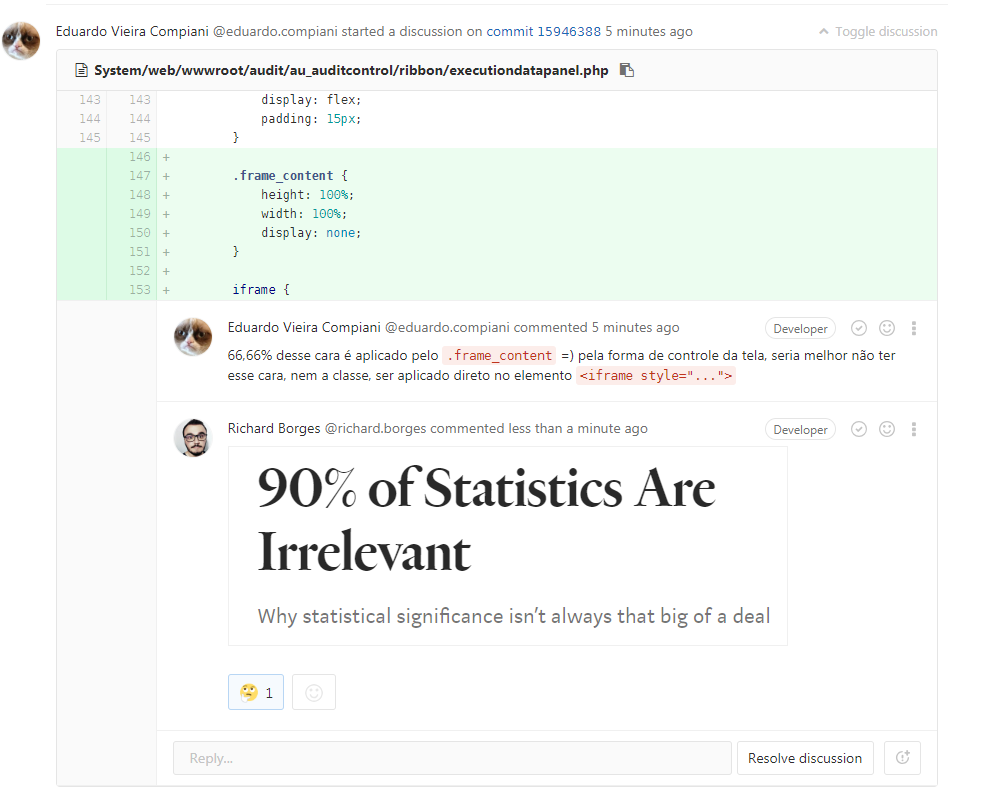 Eduardo Vieira Compiani @eduardo.compiani started a discussion on commit 15946388 5 minutes ago Toggle discussion
System/web/wwwroot/audit/au_auditcontrol/ribbon/executiondatapanel.php
143 143 display: flex;
144 144 padding: 15px;
145 145 }
146 +
147 + .frame_content {
148 + height: 100%;
149 + width: 100%;
150 + display: none;
151 + }
152 +
153 + iframe {
Eduardo Vieira Compiani @eduardo.compiani commented 5 minutes ago Developer
66,66% desse cara é aplicado pelo .frame_content =) pela forma de controle da tela, seria melhor não ter
esse cara, nem a classe, ser aplicado direto no elemento <iframe style="...">
Richard Borges @richard.borges commented less than a minute ago Developer
90% of Statistics Are
Irrelevant
Why statistical significance isn't always that big of a deal
1
Reply... Resolve discussion